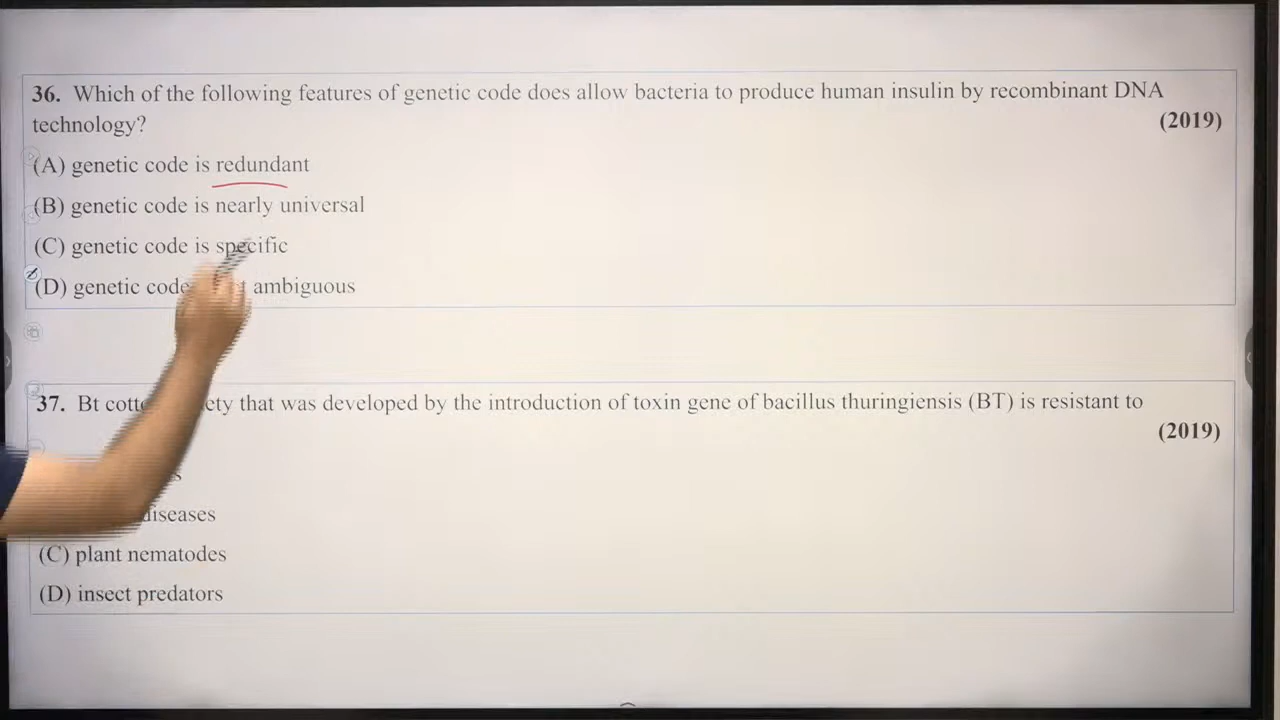 36. Which of the following features of genetic code does allow bacteria to produce human insulin by recombinant DNA
technology?
(2019)
(A) genetic code is redundant
(B) genetic code is nearly universal
(C) genetic code is specific
(D) genetic code ambiguous
37. Bt that was developed by the introduction of toxin gene of bacillus thuringiensis (BT) is resistant to
(2019)
diseases
(C) plant nematodes
(D) insect predators